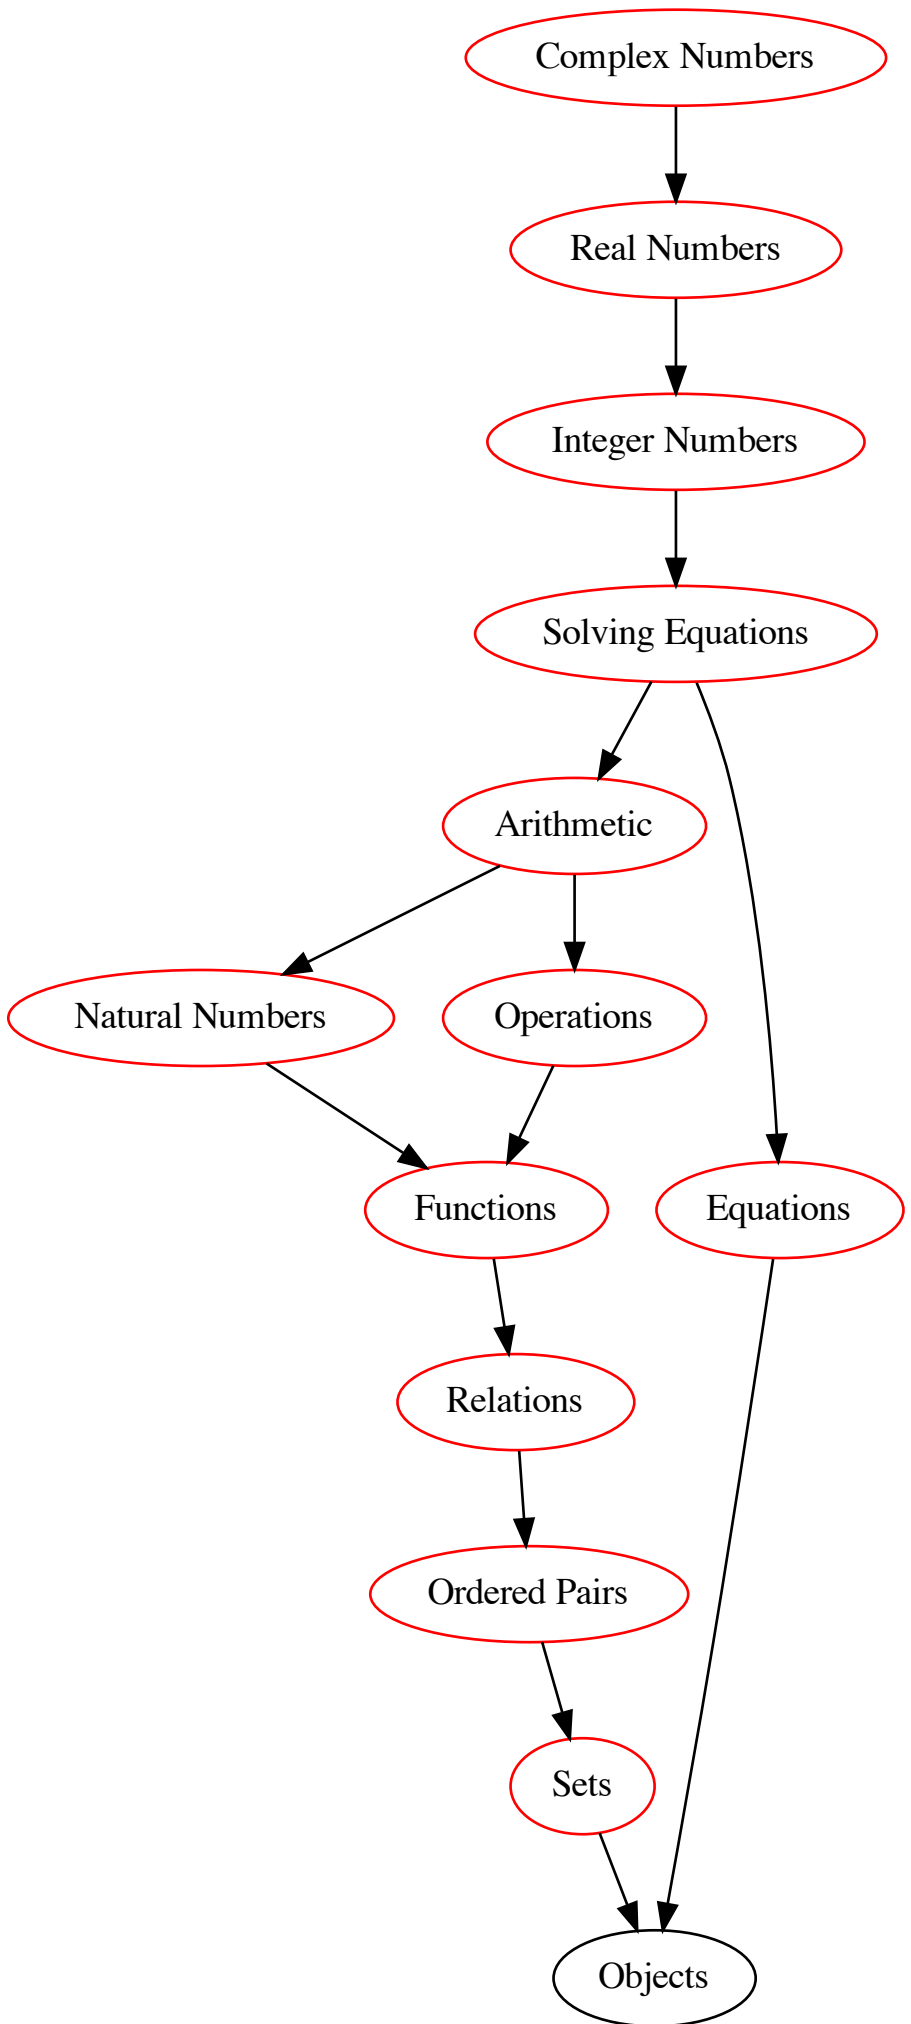 Complex Numbers
Real Numbers
Integer Numbers
Solving Equations
Arithmetic
Natural Numbers
Operations
Functions
Equations
Relations
Ordered Pairs
Sets
Objects